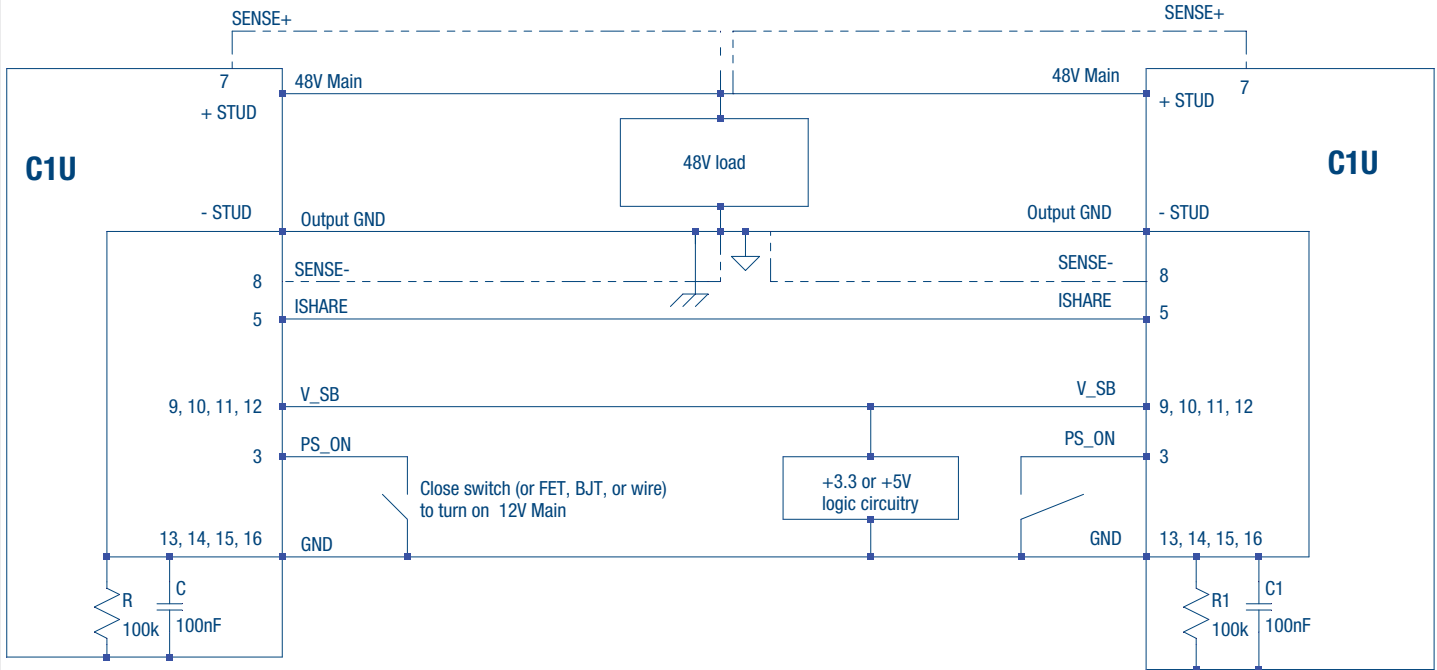 SENSE+
SENSE+
7
48V Main
48V Main
7
+ STUD
+ STUD
C1U
48V load
C1U
- STUD
Output GND
Output GND
- STUD
8
SENSE-
SENSE-
8
5
ISHARE
ISHARE
5
9, 10, 11, 12
V_SB
V_SB
9, 10, 11, 12
3
PS_ON
PS_ON
3
Close switch (or FET, BJT, or wire)
to turn on 12V Main
+3.3 or +5V
logic circuitry
13, 14, 15, 16
GND
GND
13, 14, 15, 16
R
100k
C
100nF
R1
100k
C1
100nF